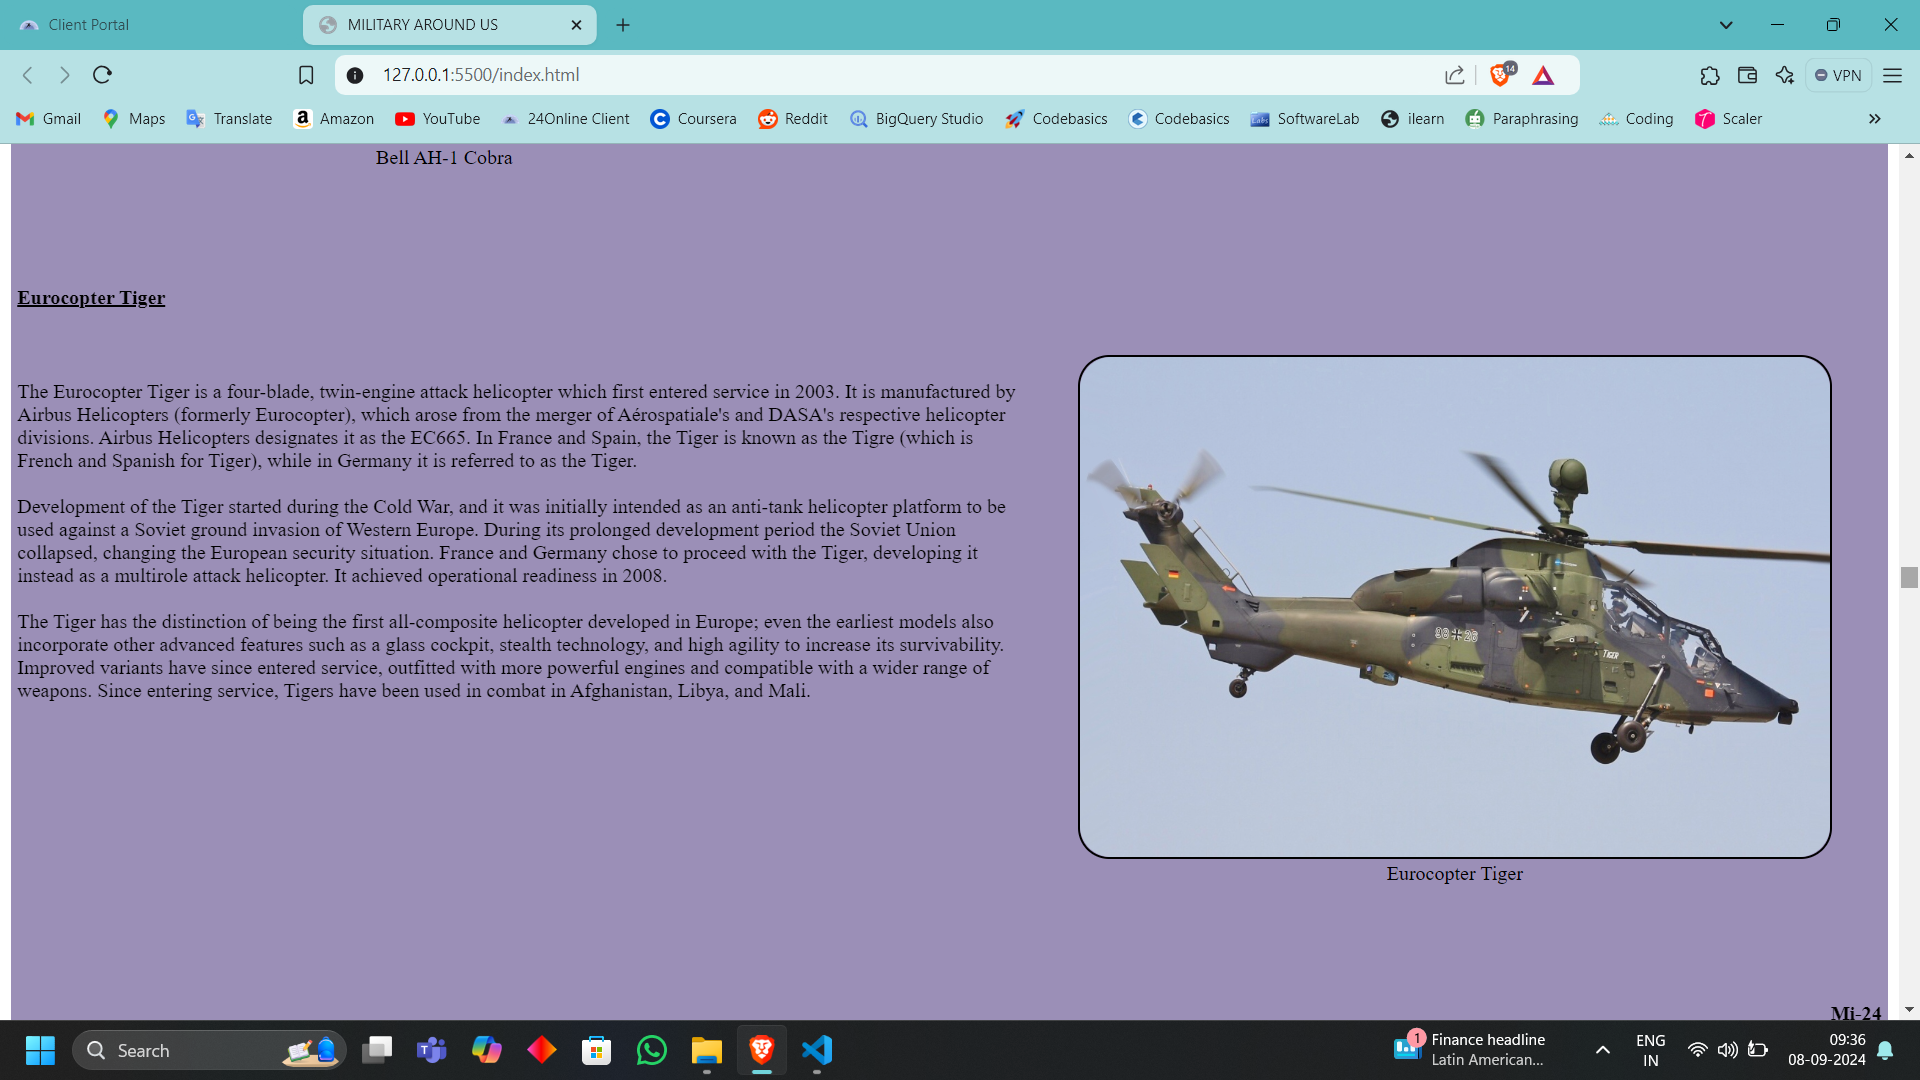 Client Portal
MILITARY AROUND US
127.0.0.1:5500/index.html
14
VPN
Gmail
Maps
Translate
Amazon
YouTube
24Online Client
Coursera
Reddit
BigQuery Studio
Codebasics
Codebasics
SoftwareLab
ilearn
Paraphrasing
Coding
Scaler
Bell AH-1 Cobra
Eurocopter Tiger
The Eurocopter Tiger is a four-blade, twin-engine attack helicopter which first entered service in 2003. It is manufactured by
Airbus Helicopters (formerly Eurocopter), which arose from the merger of Aérospatiale's and DASA's respective helicopter
divisions. Airbus Helicopters designates it as the EC665. In France and Spain, the Tiger is known as the Tigre (which is
French and Spanish for Tiger), while in Germany it is referred to as the Tiger.
Development of the Tiger started during the Cold War, and it was initially intended as an anti-tank helicopter platform to be
used against a Soviet ground invasion of Western Europe. During its prolonged development period the Soviet Union
collapsed, changing the European security situation. France and Germany chose to proceed with the Tiger, developing it
instead as a multirole attack helicopter. It achieved operational readiness in 2008.
The Tiger has the distinction of being the first all-composite helicopter developed in Europe; even the earliest models also
incorporate other advanced features such as a glass cockpit, stealth technology, and high agility to increase its survivability.
Improved variants have since entered service, outfitted with more powerful engines and compatible with a wider range of
weapons. Since entering service, Tigers have been used in combat in Afghanistan, Libya, and Mali.
TIGER
Eurocopter Tiger
Mi-24
Search
1
Finance headline
Latin American...
ENG
IN
09:36
08-09-2024